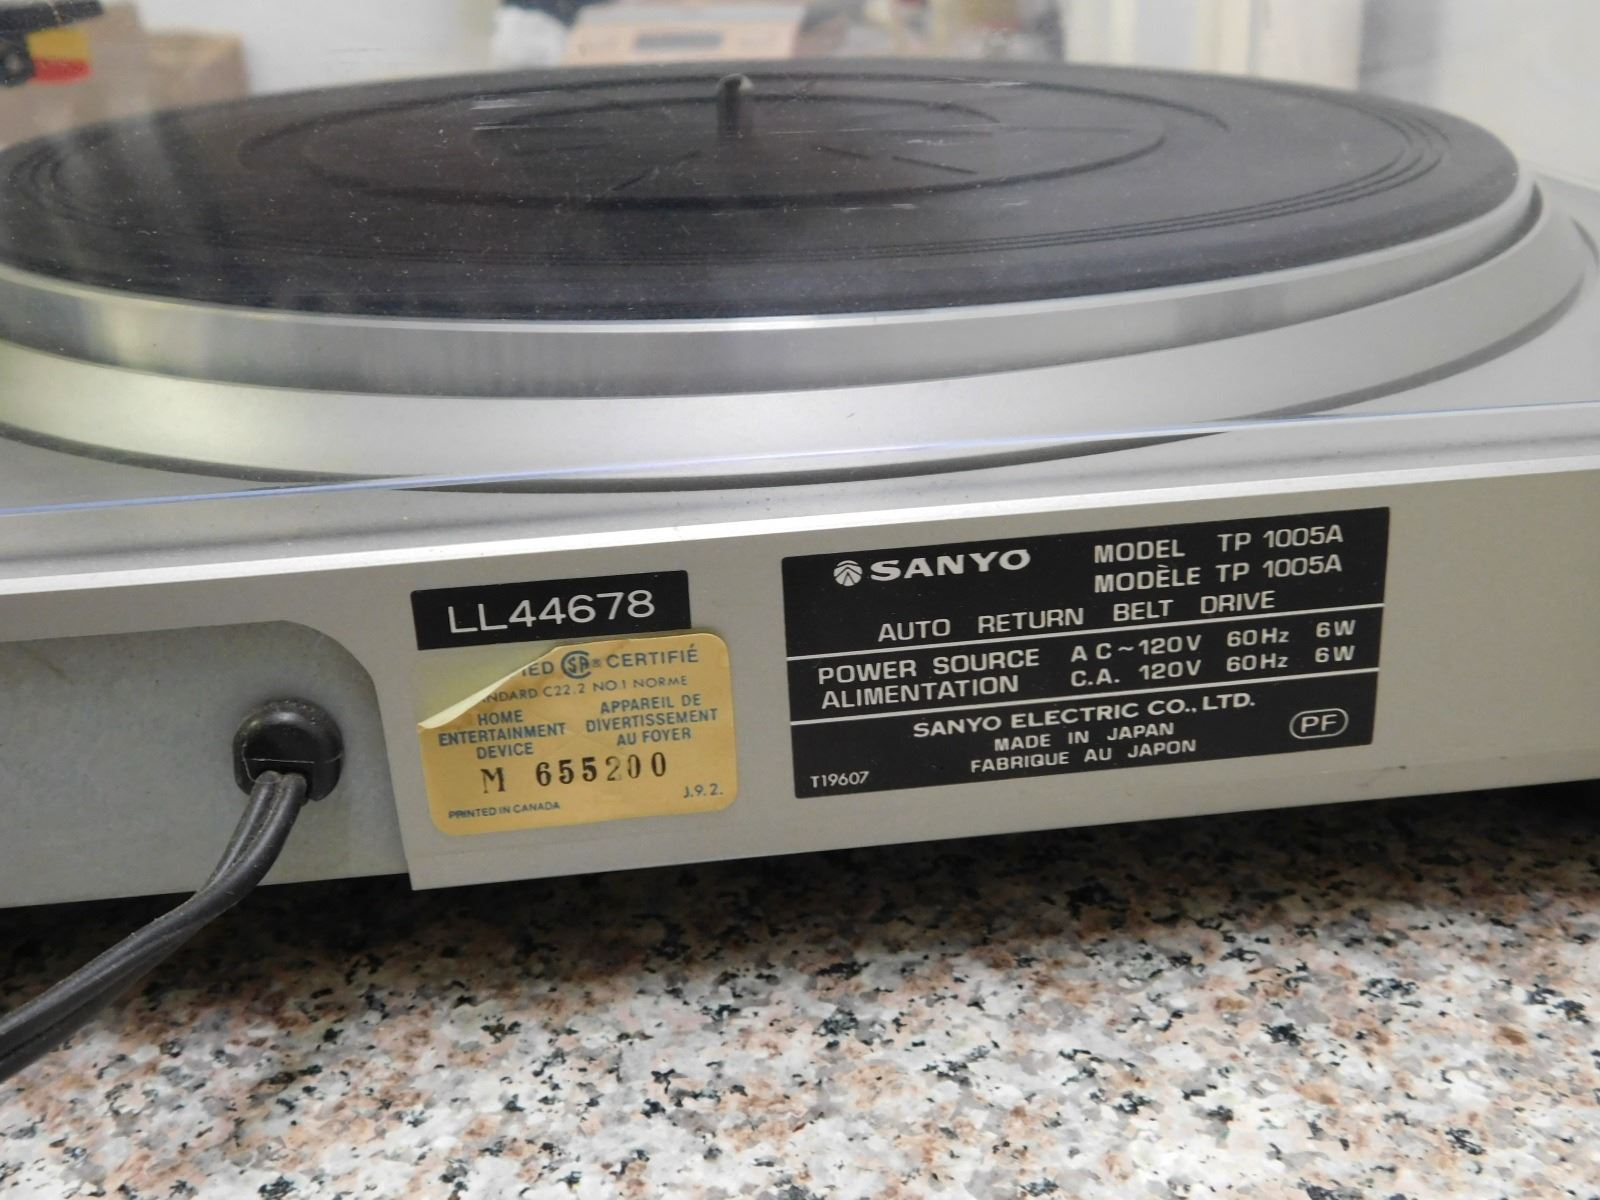 LL44678
IED CSA® CERTIFIÉ
NDARD C22.2 NO.1 NORME
HOME ENTERTAINMENT DEVICE
APPAREIL DE DIVERTISSEMENT AU FOYER
M 655200
PRINTED IN CANADA J.9.2.
SANYO
MODEL TP 1005A
MODÈLE TP 1005A
AUTO RETURN BELT DRIVE
POWER SOURCE AC~120V 60Hz 6W
ALIMENTATION C.A. 120V 60Hz 6W
SANYO ELECTRIC CO., LTD.
MADE IN JAPAN
FABRIQUE AU JAPON
T19607
PF